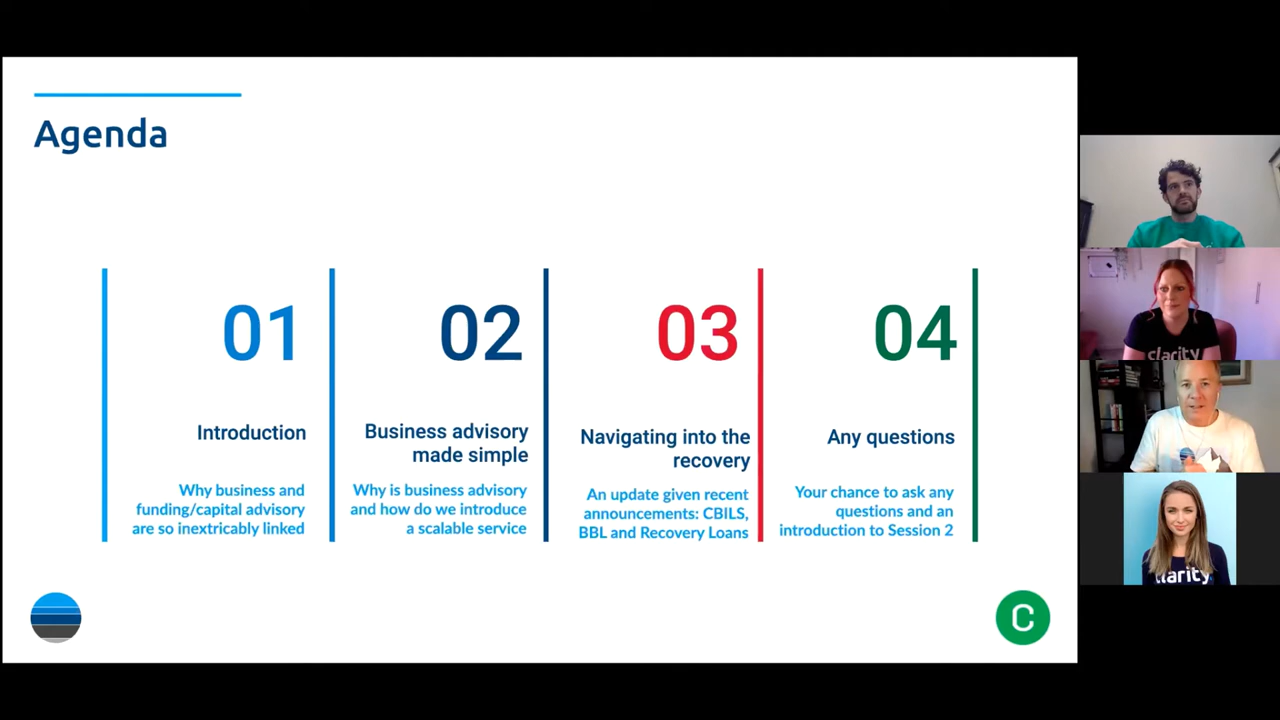 Agenda
01
Introduction
Why business and
funding/capital advisory
are so inextricably linked
02
Business advisory
made simple
Why is business advisory
and how do we introduce
a scalable service
03
Navigating into the
recovery
An update given recent
announcements: CBILS,
BBL and Recovery Loans
04
Any questions
Your chance to ask any
questions and an
introduction to Session 2
C
clarity
clarity